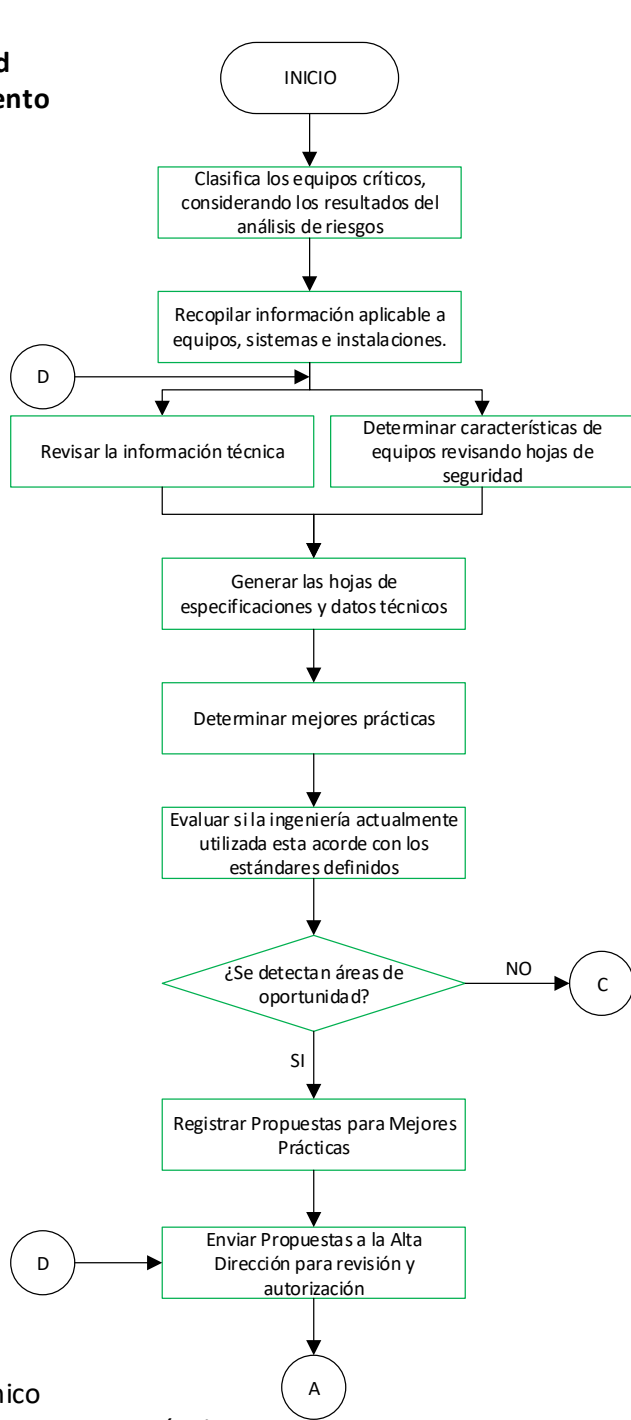 INICIO
Clasifica los equipos críticos,
considerando los resultados del
análisis de riesgos
Recopilar información aplicable a
equipos, sistemas e instalaciones.
D
Revisar la información técnica
Determinar características de
equipos revisando hojas de
seguridad
Generar las hojas de
especificaciones y datos técnicos
Determinar mejores prácticas
Evaluar si la ingeniería actualmente
utilizada esta acorde con los
estándares definidos
¿Se detectan áreas de
oportunidad?
NO
C
SI
Registrar Propuestas para Mejores
Prácticas
D
Enviar Propuestas a la Alta
Dirección para revisión y
autorización
A